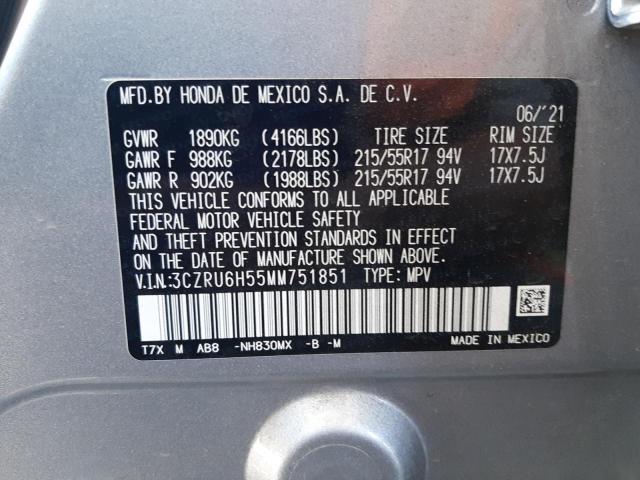 MFD.BY HONDA DE MEXICO S.A. DE C.V.
06/'21
GVWR 1890KG (4166LBS) TIRE SIZE RIM SIZE
GAWR F 988KG (2178LBS) 215/55R17 94V 17X7.5J
GAWR R 902KG (1988LBS) 215/55R17 94V 17X7.5J
THIS VEHICLE CONFORMS TO ALL APPLICABLE
FEDERAL MOTOR VEHICLE SAFETY
AND THEFT PREVENTION STANDARDS IN EFFECT
ON THE DATE OF MANUFACTURE SHOWN ABOVE.
V.I.N.:3CZRU6H55MM751851 TYPE: MPV
T7X M AB8 -NH830MX -B -M MADE IN MEXICO